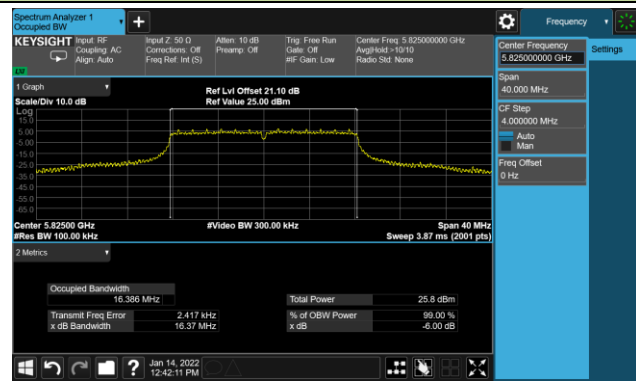 Spectrum Analyzer 1
Occupied BW
+
Frequency
KEYSIGHT
Input: RF
Coupling: AC
Align: Auto
Input Z: 50 Ω
Corrections: Off
Freq Ref: Int (S)
Atten: 10 dB
Preamp: Off
Trig: Free Run
Gate: Off
#IF Gain: Low
Center Freq: 5.825000000 GHz
Avg|Hold:>10/10
Radio Std: None
Center Frequency
5.825000000 GHz
Settings
Span
40.000 MHz
CF Step
4.000000 MHz
Auto
Man
Freq Offset
0 Hz
1 Graph
Scale/Div 10.0 dB
Ref Lvl Offset 21.10 dB
Ref Value 25.00 dBm
Log
15.0
5.00
-5.00
-15.0
-25.0
-35.0
-45.0
-55.0
-65.0
Center 5.82500 GHz
#Res BW 100.00 kHz
#Video BW 300.00 kHz
Span 40 MHz
Sweep 3.87 ms (2001 pts)
2 Metrics
Occupied Bandwidth
16.386 MHz
Total Power 25.8 dBm
Transmit Freq Error 2.417 kHz
% of OBW Power 99.00 %
x dB Bandwidth 16.37 MHz
x dB -6.00 dB
?
Jan 14, 2022
12:42:11 PM